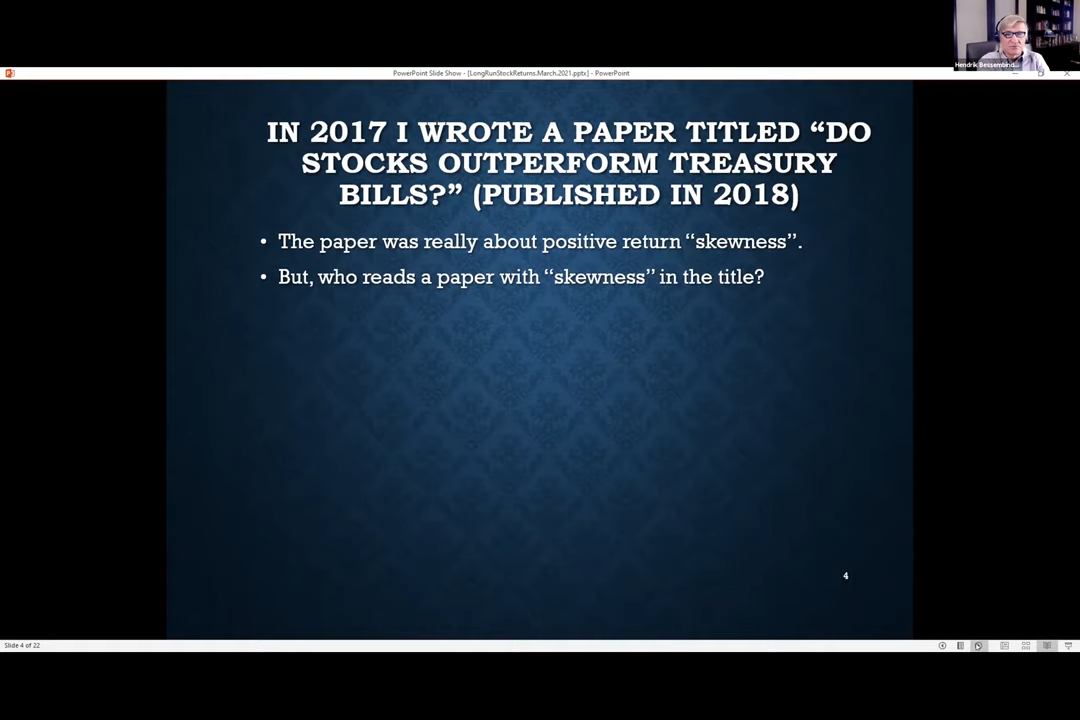 Hendrik Bessembind...
PowerPoint Slide Show - [LongRunStockReturns.March.2021.pptx] - PowerPoint
IN 2017 I WROTE A PAPER TITLED “DO
STOCKS OUTPERFORM TREASURY
BILLS?” (PUBLISHED IN 2018)
• The paper was really about positive return “skewness”.
• But, who reads a paper with “skewness” in the title?
4
Slide 4 of 22